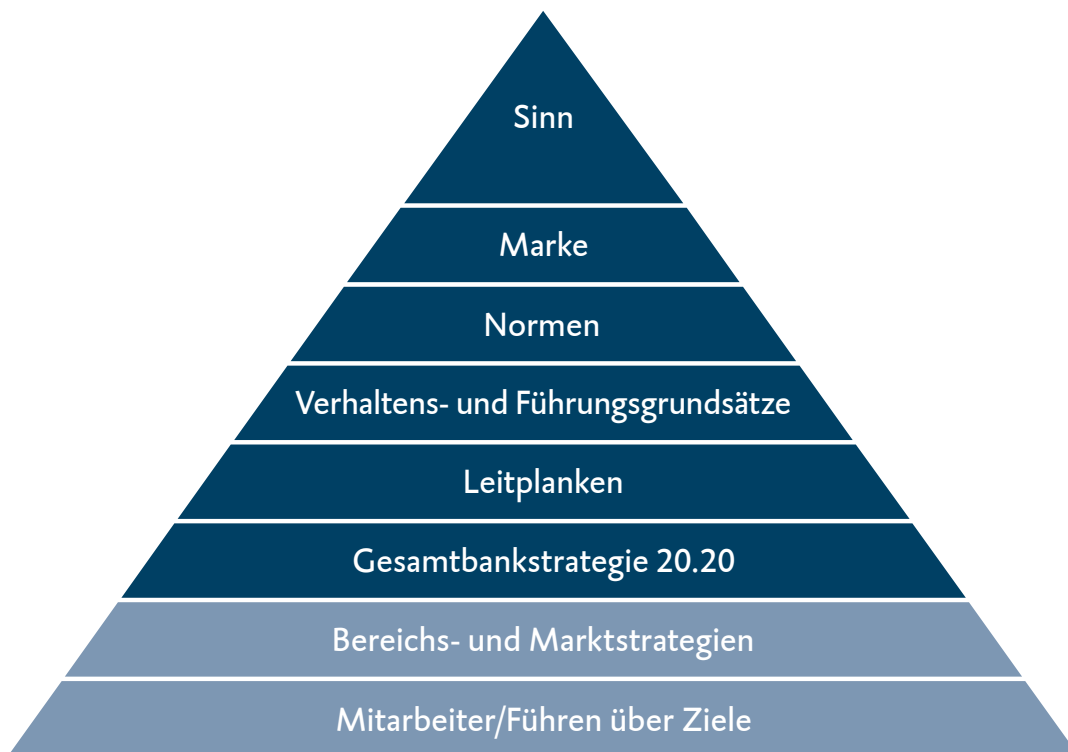 Sinn
Marke
Normen
Verhaltens- und Führungsgrundsätze
Leitplanken
Gesamtbankstrategie 20.20
Bereichs- und Marktstrategien
Mitarbeiter/Führen über Ziele